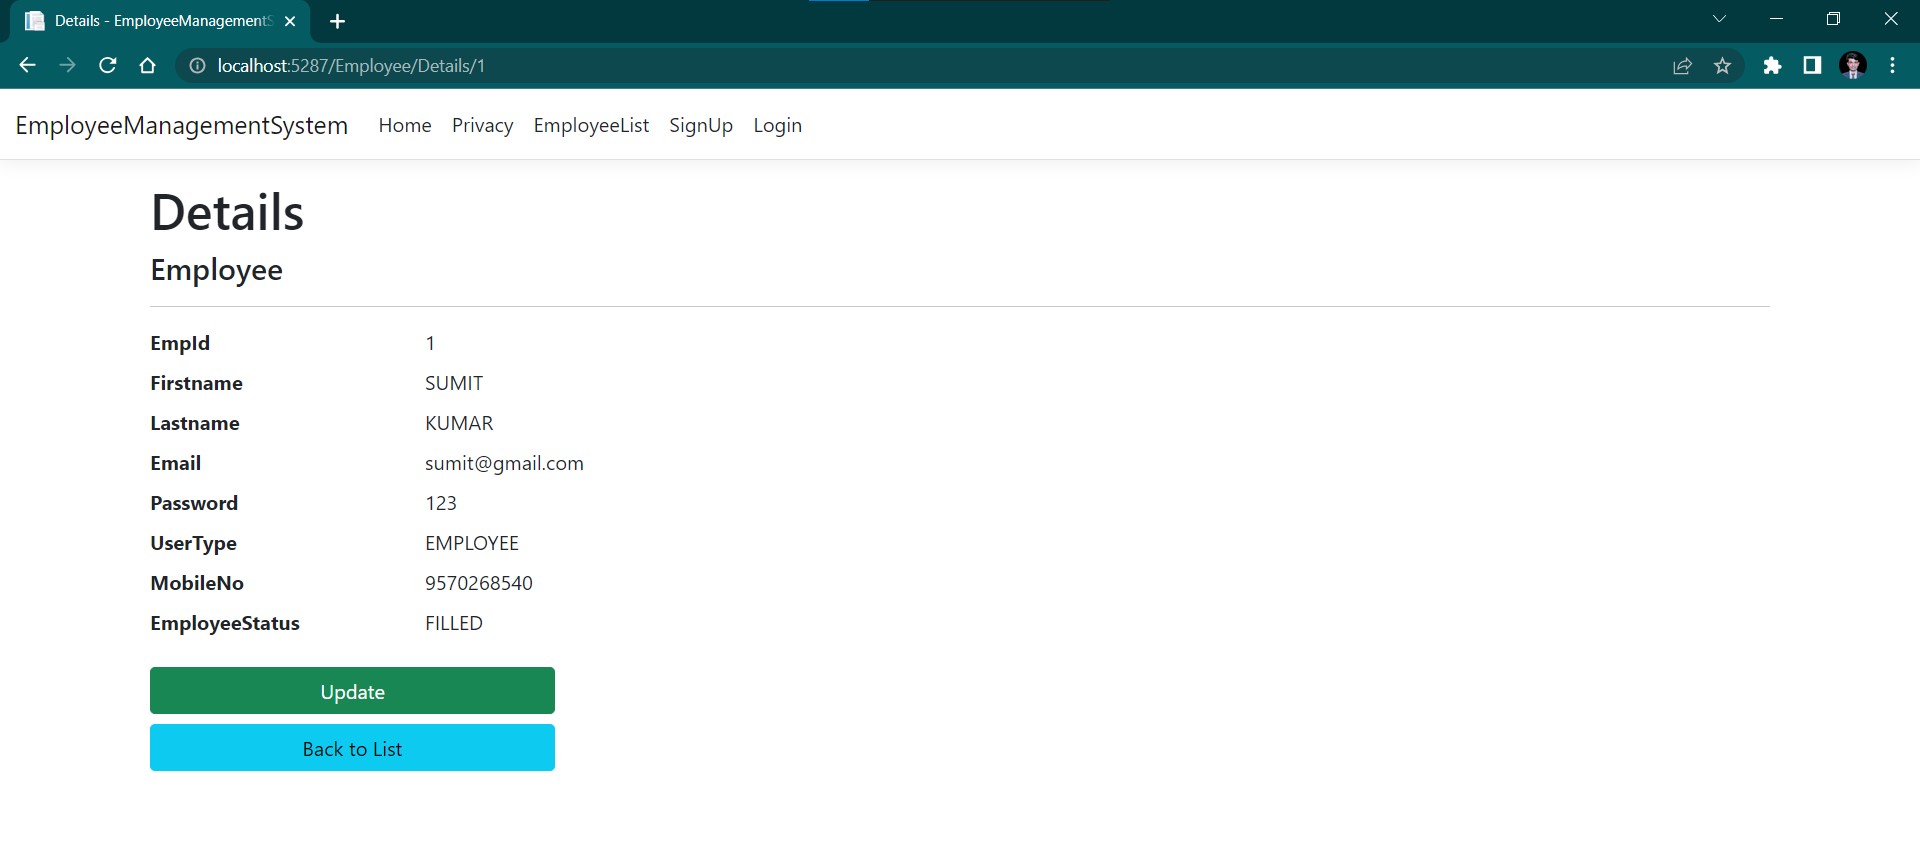 Details - EmployeeManagementS
localhost:5287/Employee/Details/1
EmployeeManagementSystem Home Privacy EmployeeList SignUp Login
Details
Employee
EmpId 1
Firstname SUMIT
Lastname KUMAR
Email sumit@gmail.com
Password 123
UserType EMPLOYEE
MobileNo 9570268540
EmployeeStatus FILLED
Update
Back to List